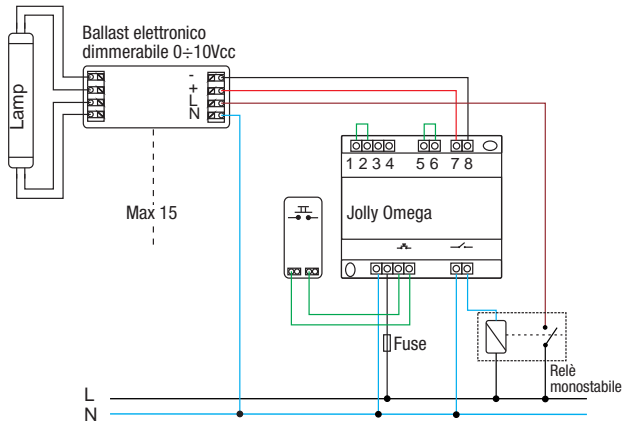 Ballast elettronico
dimmerabile 0÷10Vcc
Lamp
-
+
L
N
Max 15
1 2 3 4 5 6 7 8
Jolly Omega
Fuse
Relè
monostabile
L
N